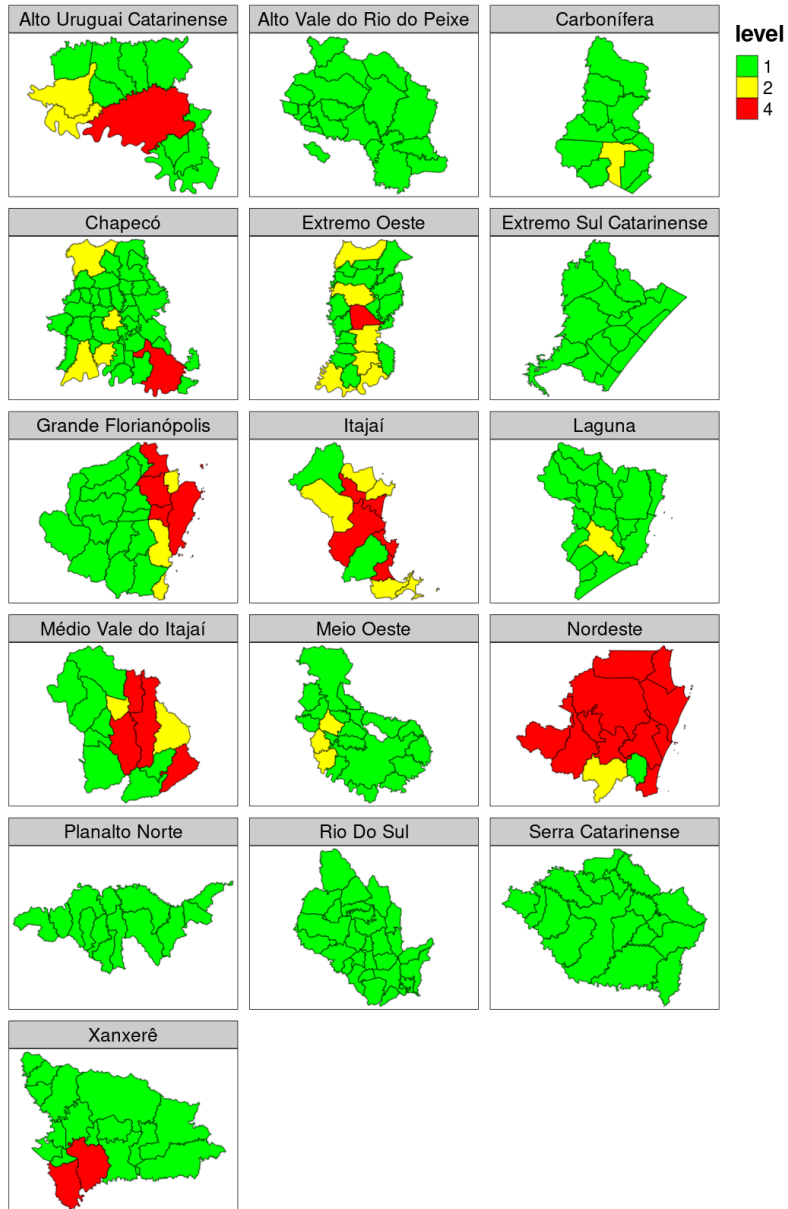 Alto Uruguai Catarinense
Alto Vale do Rio do Peixe
Carbonífera
level
1
2
4
Chapecó
Extremo Oeste
Extremo Sul Catarinense
Grande Florianópolis
Itajaí
Laguna
Médio Vale do Itajaí
Meio Oeste
Nordeste
Planalto Norte
Rio Do Sul
Serra Catarinense
Xanxerê